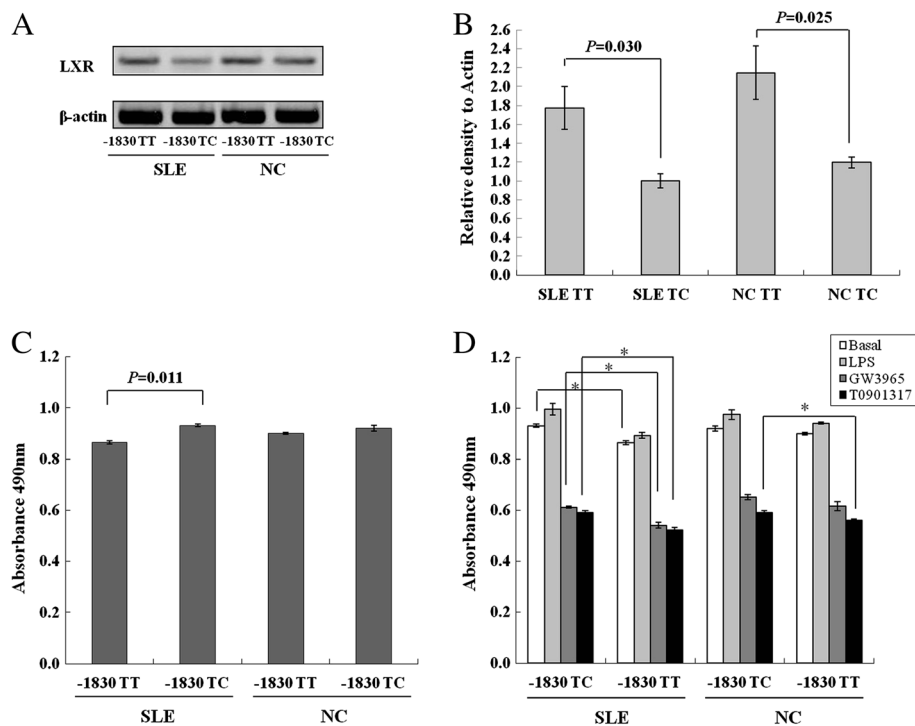 A
LXR
β-actin
-1830 TT -1830 TC -1830 TT -1830 TC
SLE NC
B
Relative density to Actin
2.6
2.4
2.2
2.0
1.8
1.6
1.4
1.2
1.0
0.8
0.6
0.4
0.2
0.0
P=0.030
P=0.025
SLE TT SLE TC NC TT NC TC
C
Absorbance 490nm
1.2
1.0
0.8
0.6
0.4
0.2
0.0
P=0.011
-1830 TT -1830 TC -1830 TT -1830 TC
SLE NC
D
Absorbance 490nm
1.2
1.0
0.8
0.6
0.4
0.2
0.0
*
*
*
*
Basal
LPS
GW3965
T0901317
-1830 TC -1830 TT -1830 TC -1830 TT
SLE NC